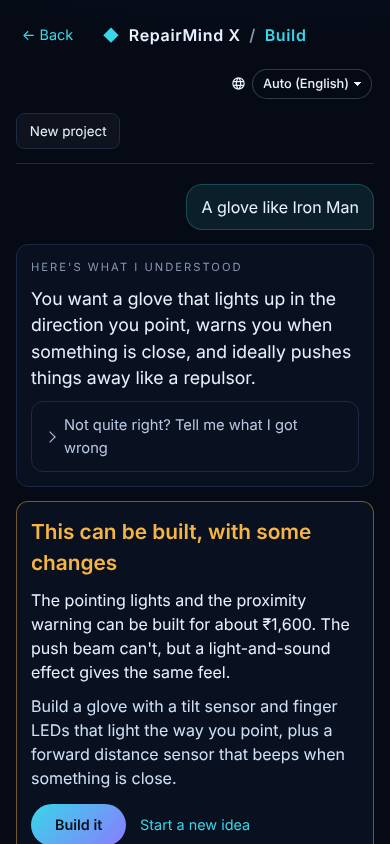 ← Back
RepairMind X / Build
Auto (English)
New project
A glove like Iron Man
HERE'S WHAT I UNDERSTOOD
You want a glove that lights up in the
direction you point, warns you when
something is close, and ideally pushes
things away like a repulsor.
Not quite right? Tell me what I got
wrong
This can be built, with some
changes
The pointing lights and the proximity
warning can be built for about ₹1,600. The
push beam can't, but a light-and-sound
effect gives the same feel.
Build a glove with a tilt sensor and finger
LEDs that light the way you point, plus a
forward distance sensor that beeps when
something is close.
Build it
Start a new idea